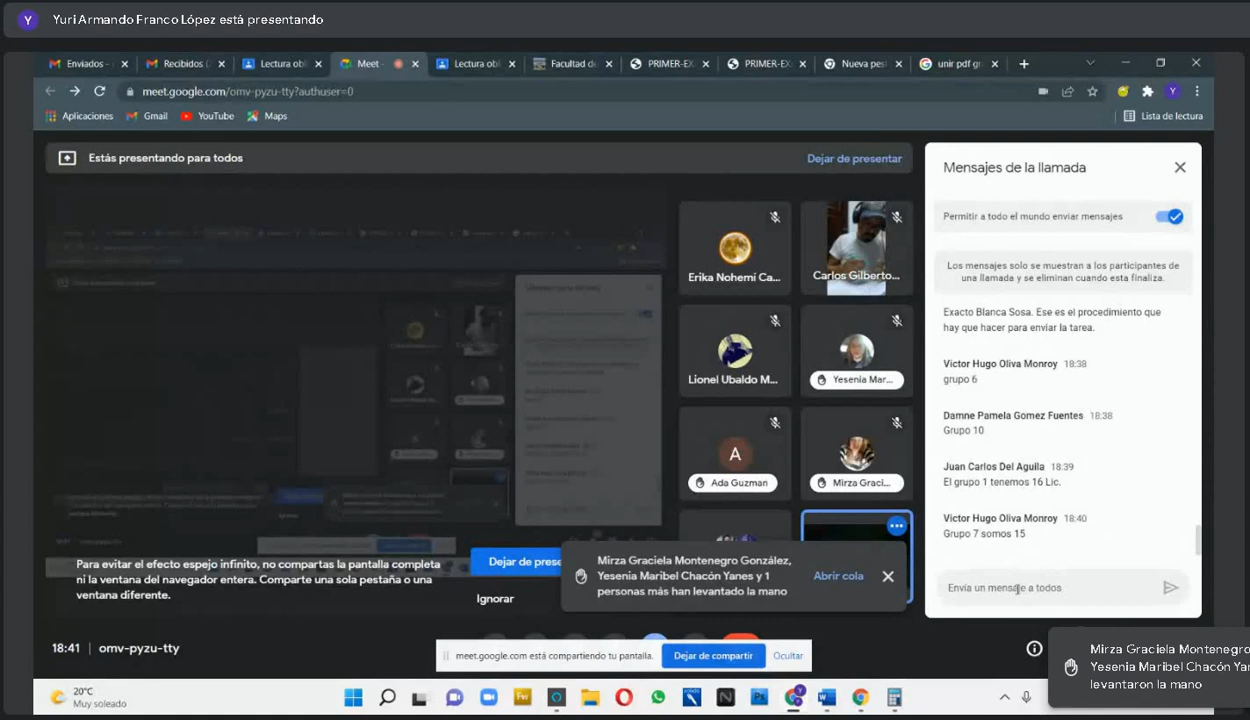 Y Yuri Armando Franco López está presentando
Enviados - Recibidos ( Lectura obl Meet - Lectura obl Facultad de PRIMER-EX PRIMER-EX Nueva pes unir pdf gr
meet.google.com/omv-pyzu-tty?authuser=0 Y
Aplicaciones Gmail YouTube Maps Lista de lectura
Estás presentando para todos Dejar de presentar
Mensajes de la llamada
Permitir a todo el mundo enviar mensajes
Los mensajes solo se muestran a los participantes de
una llamada y se eliminan cuando esta finaliza.
Exacto Blanca Sosa. Ese es el procedimiento que
hay que hacer para enviar la tarea.
Victor Hugo Oliva Monroy 18:38
grupo 6
Damne Pamela Gomez Fuentes 18:38
Grupo 10
Juan Carlos Del Aguila 18:39
El grupo 1 tenemos 16 Lic.
Victor Hugo Oliva Monroy 18:40
Grupo 7 somos 15
Envía un mensaje a todos
Erika Nohemi Ca...
Carlos Gilberto...
Lionel Ubaldo M...
Yesenia Mar...
A
Ada Guzman
Mirza Graci...
Para evitar el efecto espejo infinito, no compartas la pantalla completa
ni la ventana del navegador entera. Comparte una sola pestaña o una
ventana diferente.
Dejar de prese
Ignorar
Mirza Graciela Montenegro González,
Yesenia Maribel Chacón Yanes y 1
personas más han levantado la mano
Abrir cola
18:41 | omv-pyzu-tty
meet.google.com está compartiendo tu pantalla. Dejar de compartir Ocultar
Mirza Graciela Montenegro
Yesenia Maribel Chacón Yar
levantaron la mano
20°C
Muy soleado